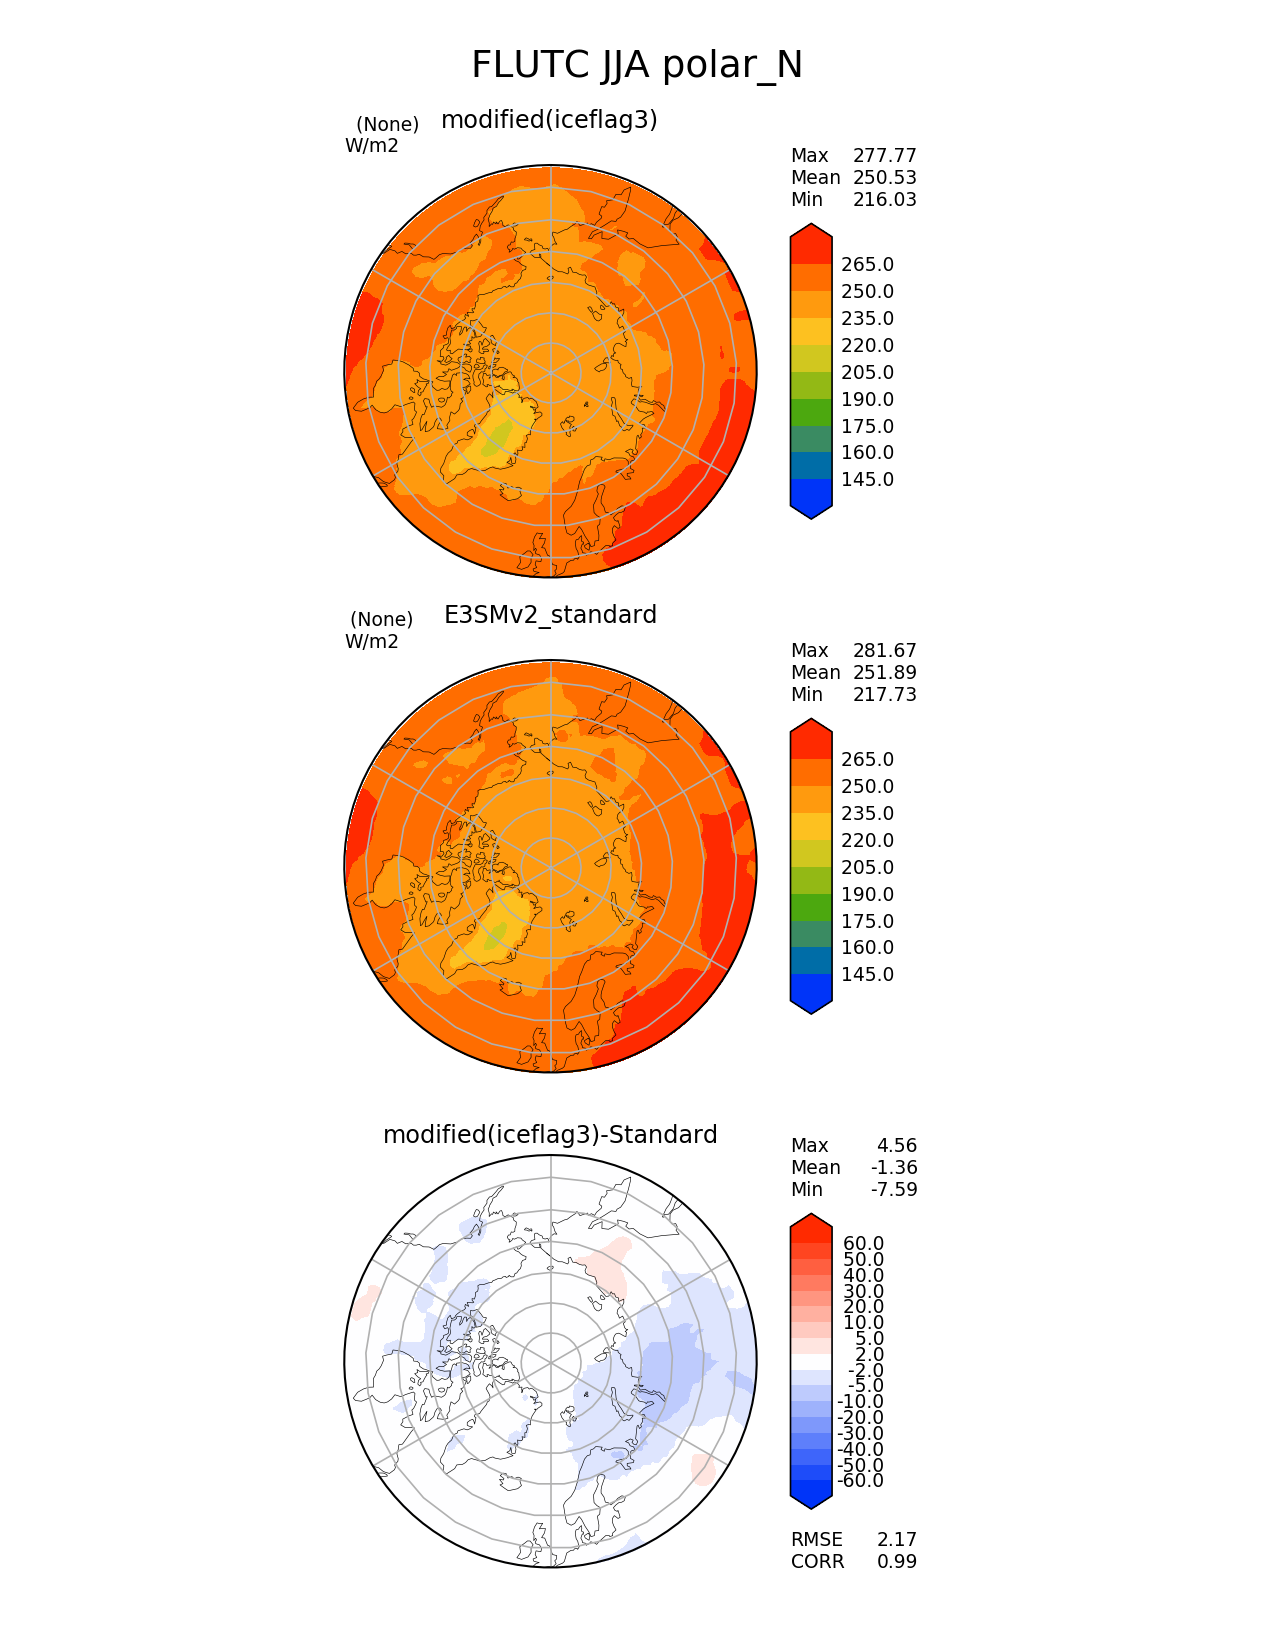 FLUTC JJA polar_N
(None)
modified(iceflag3)
W/m2
Max 277.77
Mean 250.53
Min 216.03
265.0
250.0
235.0
220.0
205.0
190.0
175.0
160.0
145.0
(None)
E3SMv2_standard
W/m2
Max 281.67
Mean 251.89
Min 217.73
265.0
250.0
235.0
220.0
205.0
190.0
175.0
160.0
145.0
modified(iceflag3)-Standard
Max 4.56
Mean -1.36
Min -7.59
60.0
50.0
40.0
30.0
20.0
10.0
5.0
2.0
-2.0
-5.0
-10.0
-20.0
-30.0
-40.0
-50.0
-60.0
RMSE 2.17
CORR 0.99